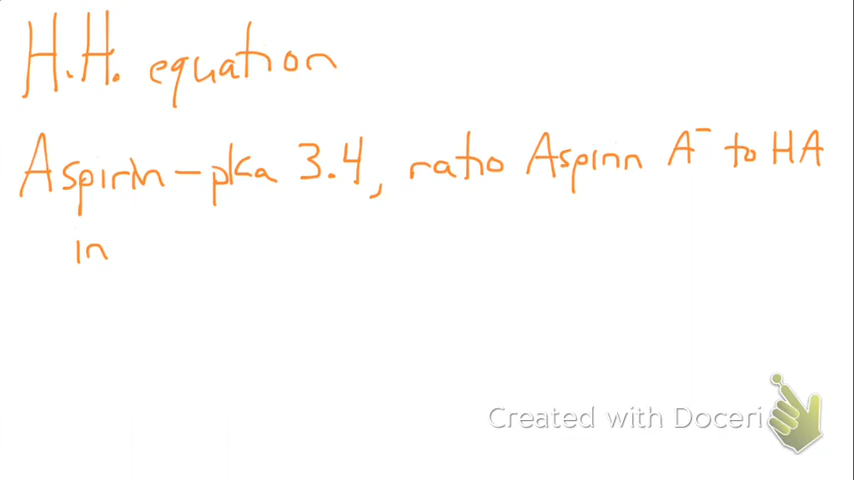 H.H. equation
Aspirin - pka 3.4, ratio Aspirin A⁻ to HA
in
Created with Doceri